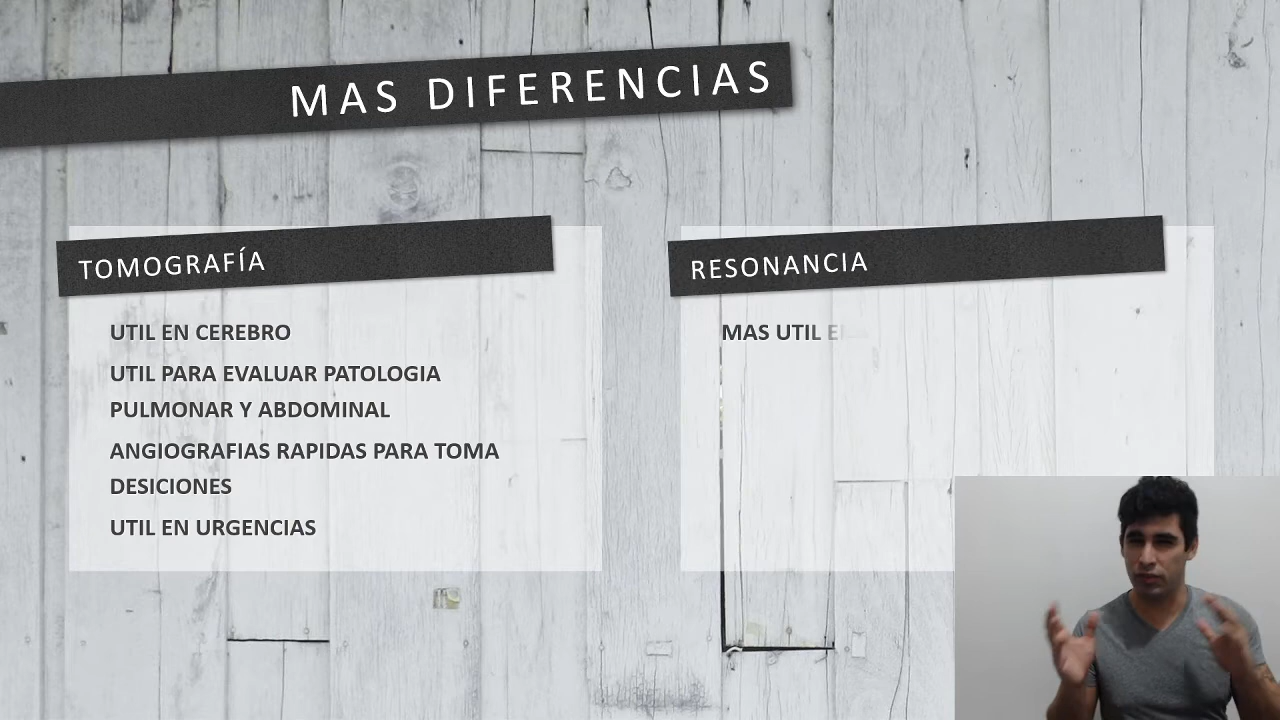 MAS DIFERENCIAS
TOMOGRAFÍA
UTIL EN CEREBRO
UTIL PARA EVALUAR PATOLOGIA
PULMONAR Y ABDOMINAL
ANGIOGRAFIAS RAPIDAS PARA TOMA
DESICIONES
UTIL EN URGENCIAS
RESONANCIA
MAS UTIL